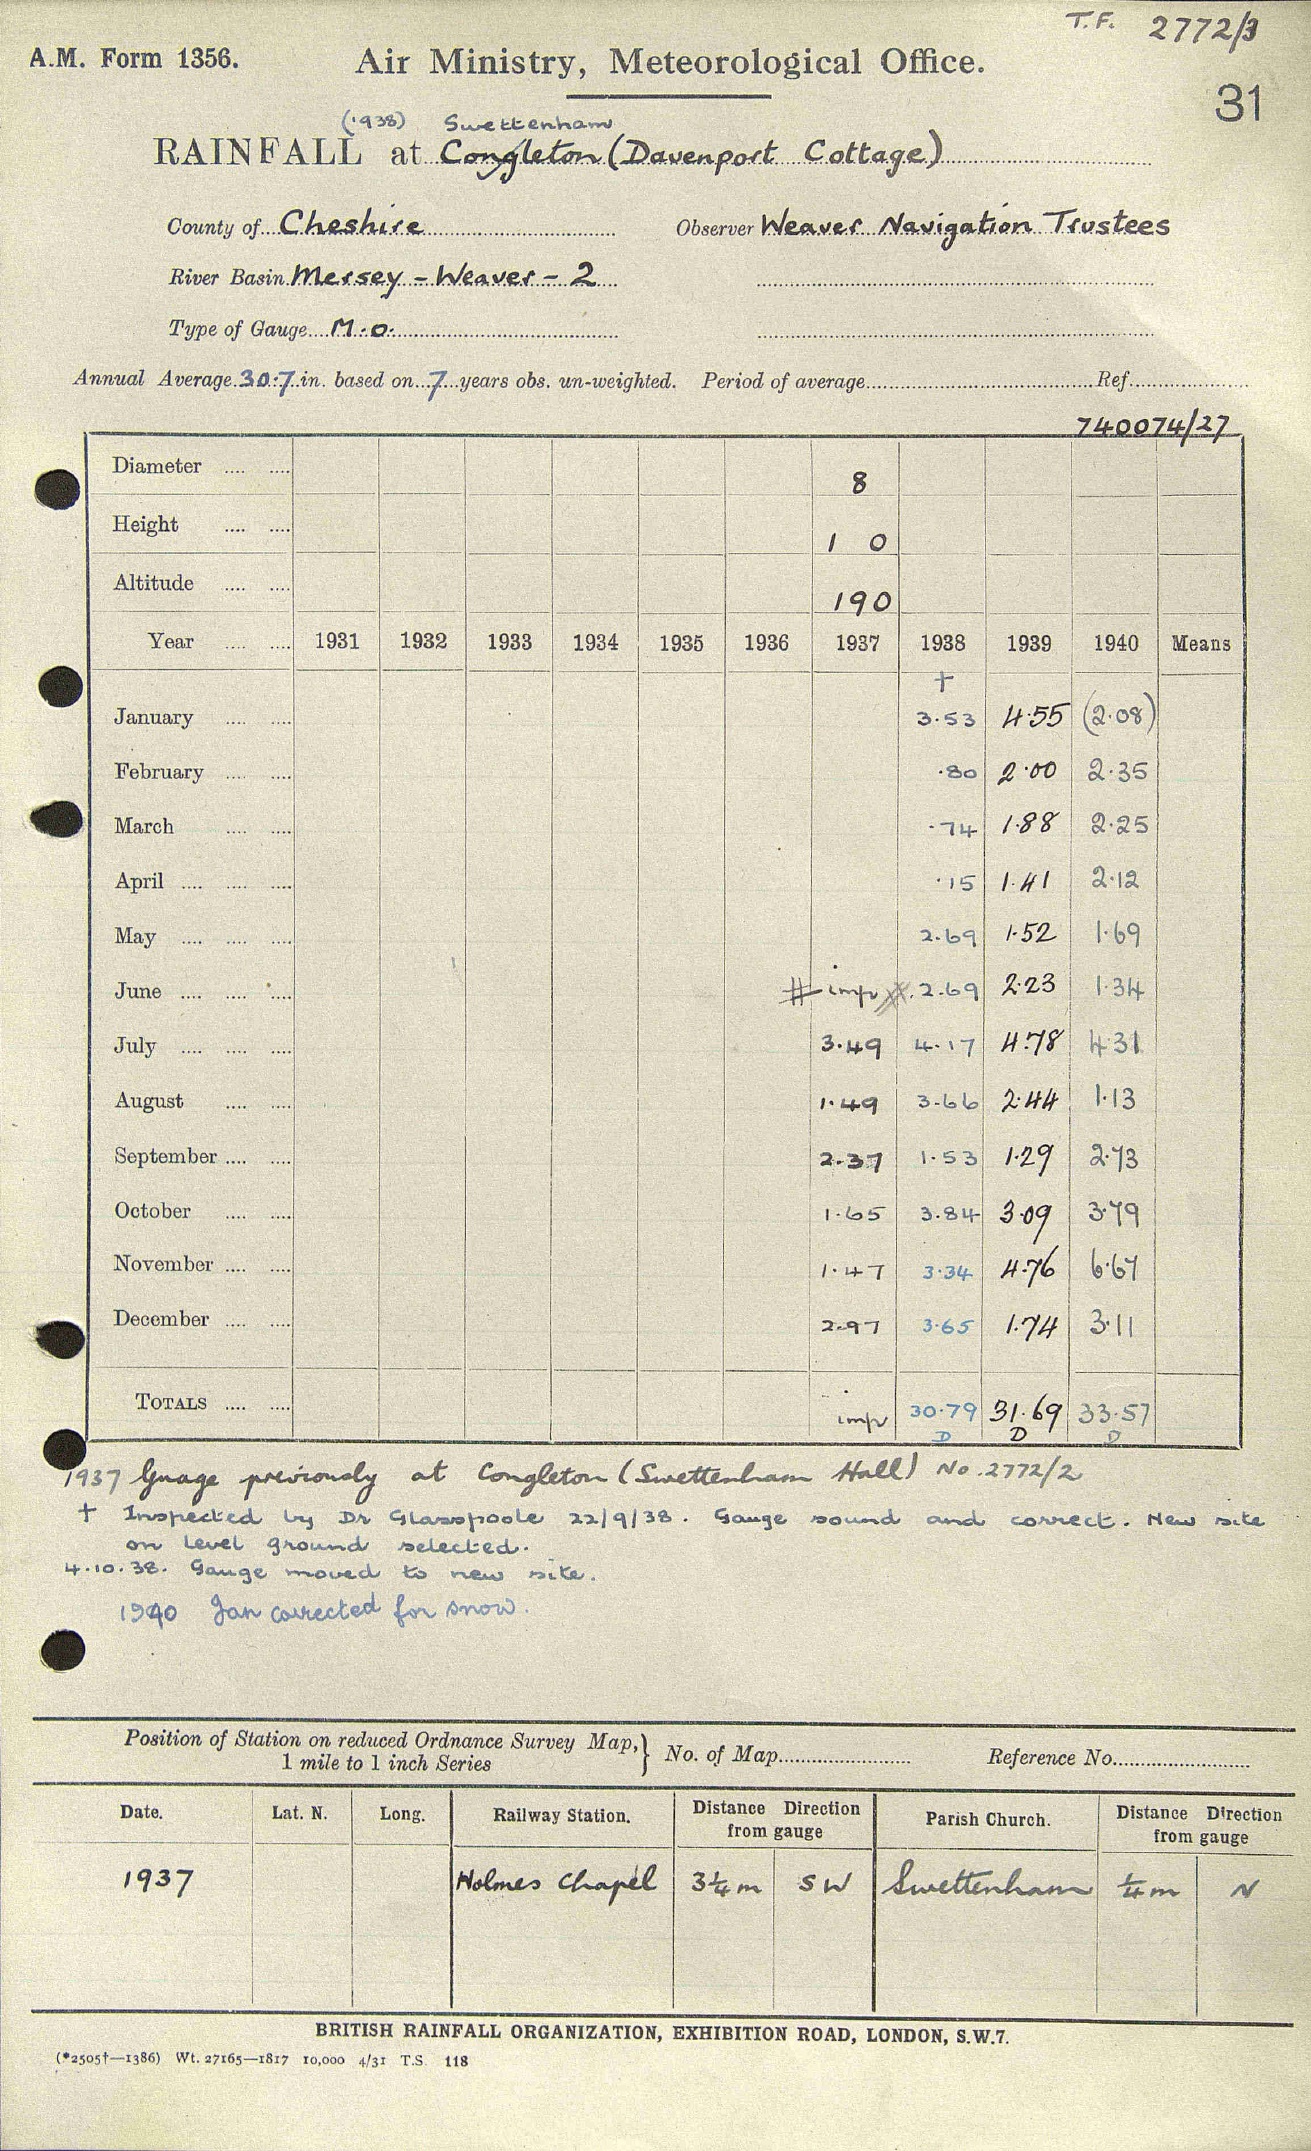 T.F. 2772/3
A.M. Form 1356. Air Ministry, Meteorological Office.
31
(1938) Swettenham
RAINFALL at Congleton (Davenport Cottage)
County of Cheshire Observer Weaver Navigation Trustees
River Basin Mersey - Weaver - 2
Type of Gauge M.O.
Annual Average 30.7 in. based on 7 years obs. un-weighted. Period of average Ref.
740074/27
Diameter 8
Height 1 0
Altitude 190
Year 1931 1932 1933 1934 1935 1936 1937 1938 1939 1940 Means
†
January 3.53 4.55 (2.08)
February .80 2.00 2.35
March .74 1.88 2.25
April .15 1.41 2.12
May 2.69 1.52 1.69
June # imp 2.69 2.23 1.34
July 3.49 4.17 4.78 4.31
August 1.49 3.66 2.44 1.13
September 2.37 1.53 1.29 2.73
October 1.65 3.84 3.09 3.79
November 1.47 3.34 4.76 6.67
December 2.97 3.65 1.74 3.11
TOTALS imp 30.79 31.69 33.57
D D D
1937 Guage previously at Congleton (Swettenham Hall) No. 2772/2
† Inspected by Dr Glasspoole 22/9/38. Gauge sound and correct. New site
on level ground selected.
4.10.38. Gauge moved to new site.
1940 Jan corrected for snow.
Position of Station on reduced Ordnance Survey Map,} No. of Map Reference No.
1 mile to 1 inch Series
Date. Lat. N. Long. Railway Station. Distance Direction from gauge Parish Church. Distance Direction from gauge
1937 Holmes Chapel 3¼m SW Swettenham ¼m N
BRITISH RAINFALL ORGANIZATION, EXHIBITION ROAD, LONDON, S.W.7.
(*2505†—1386) Wt. 27165—1817 10,000 4/31 T.S. 118